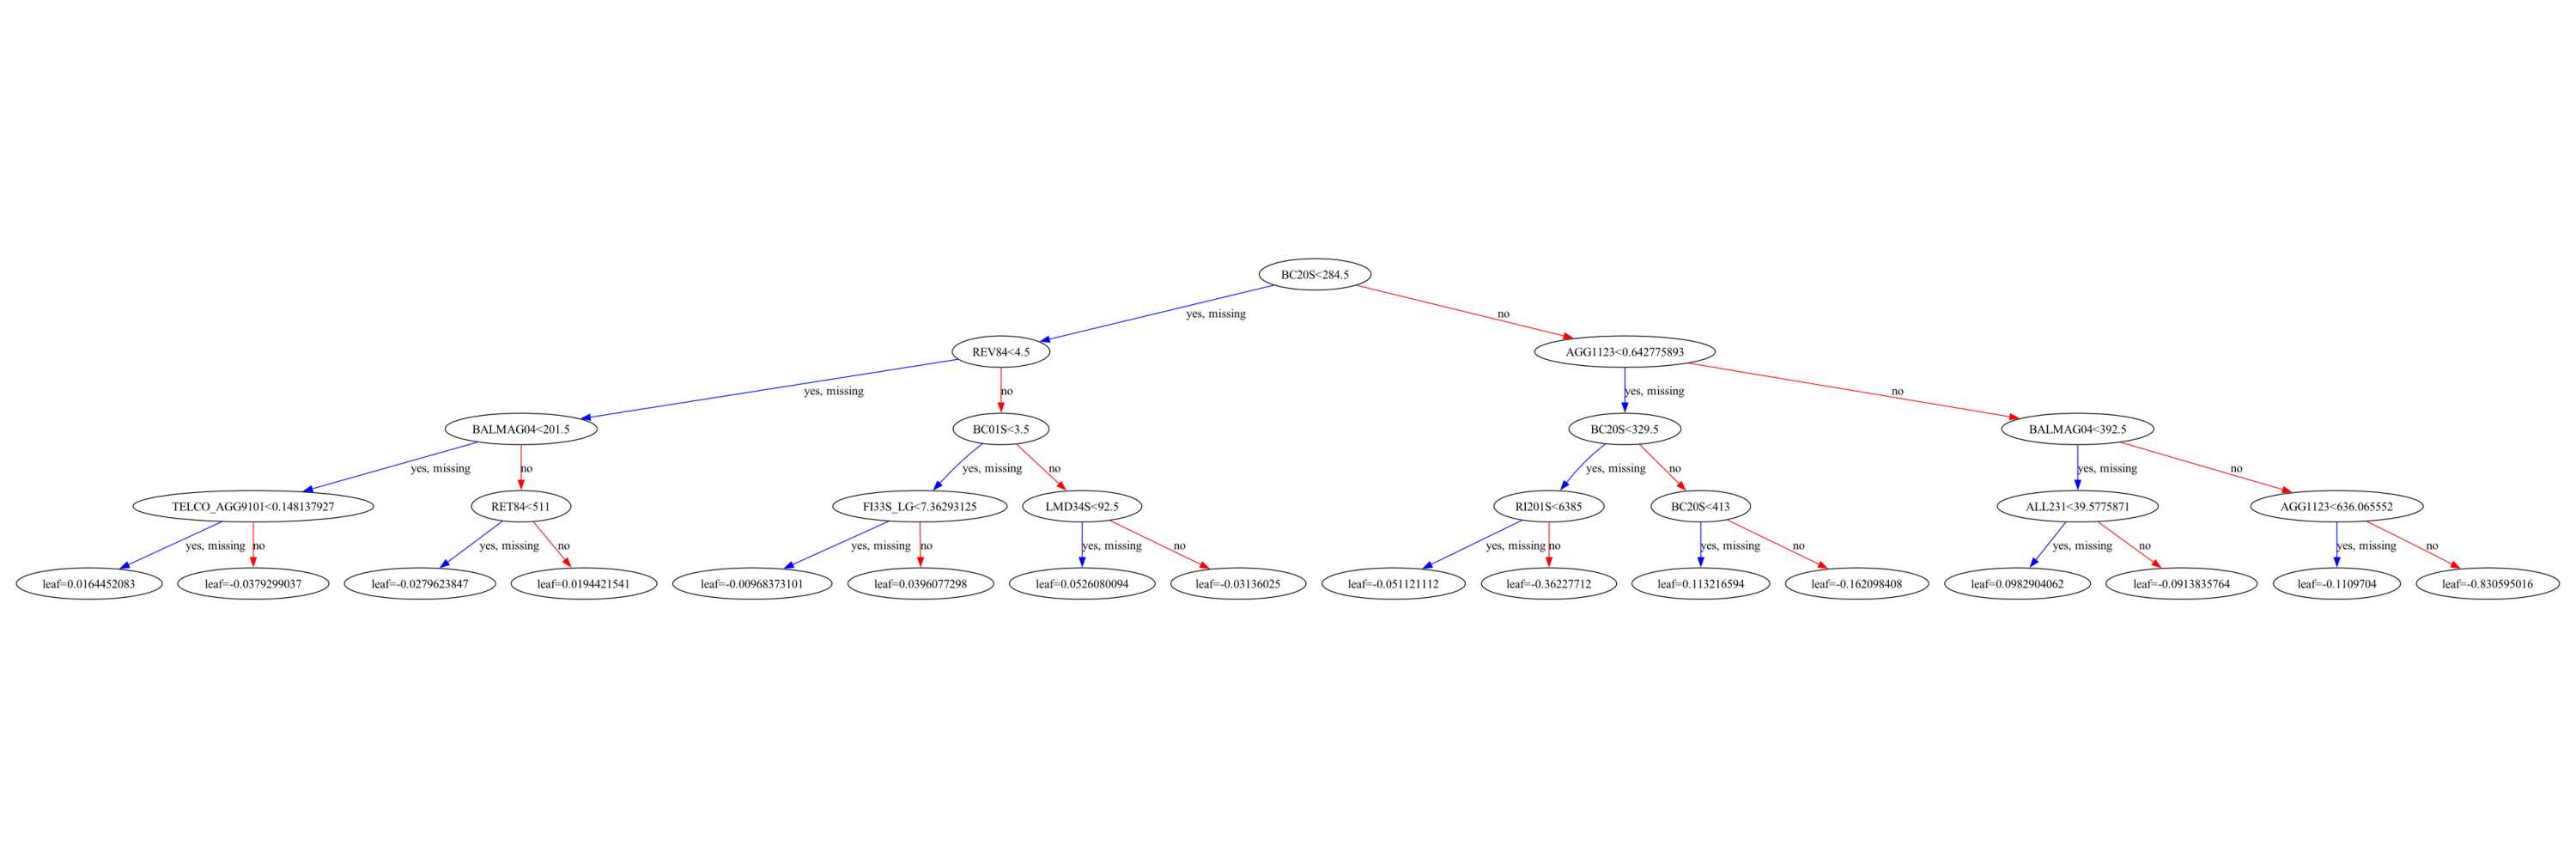 BC20S<284.5
yes, missing
no
REV84<4.5
AGG1123<0.642775893
yes, missing
no
yes, missing
no
BALMAG04<201.5
BC01S<3.5
BC20S<329.5
BALMAG04<392.5
yes, missing
no
yes, missing
no
yes, missing
no
yes, missing
no
TELCO_AGG9101<0.148137927
RET84<511
FI33S_LG<7.36293125
LMD34S<92.5
RI201S<6385
BC20S<413
ALL231<39.5775871
AGG1123<636.065552
yes, missing
no
yes, missing
no
yes, missing
no
yes, missing
no
yes, missing
no
yes, missing
no
yes, missing
no
yes, missing
no
leaf=0.0164452083
leaf=-0.0379299037
leaf=-0.0279623847
leaf=0.0194421541
leaf=-0.00968373101
leaf=0.0396077298
leaf=0.0526080094
leaf=-0.03136025
leaf=-0.051121112
leaf=-0.36227712
leaf=0.113216594
leaf=-0.162098408
leaf=0.0982904062
leaf=-0.0913835764
leaf=-0.1109704
leaf=-0.830595016